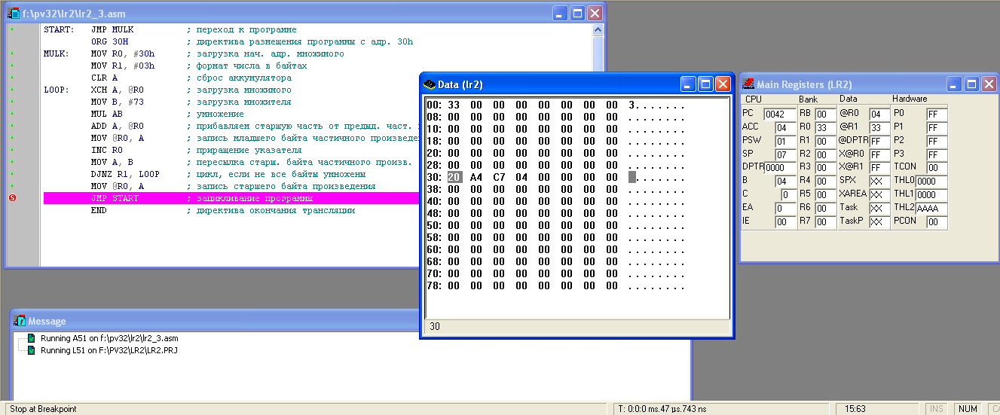 f:\pv32\lr2\lr2_3.asm
START: JMP MULK ; переход к программе
ORG 30H ; директива размещения программы с адр. 30h
MULK: MOV R0, #30h ; загрузка нач. адр. множимого
MOV R1, #03h ; формат числа в байтах
CLR A ; сброс аккумулятора
LOOP: XCH A, @R0 ; загрузка множимого
MOV B, #73 ; загрузка множителя
MUL AB ; умножение
ADD A, @R0 ; прибавляем старшую часть от предыд. част.
MOV @R0, A ; запись младшего байта частичного произведе
INC R0 ; приращение указателя
MOV A, B ; пересылка старш. байта частичного произв.
DJNZ R1, LOOP ; цикл, если не все байты умножены
MOV @R0, A ; запись старшего байта произведения
JMP START ; зацикливание программы
END ; директива окончания трансляции
Data (lr2)
00: 33 00 00 00 00 00 00 00 3.......
08: 00 00 00 00 00 00 00 00 ........
10: 00 00 00 00 00 00 00 00 ........
18: 00 00 00 00 00 00 00 00 ........
20: 00 00 00 00 00 00 00 00 ........
28: 00 00 00 00 00 00 00 00 ........
30: 20 A4 C7 04 00 00 00 00 .......
38: 00 00 00 00 00 00 00 00 ........
40: 00 00 00 00 00 00 00 00 ........
48: 00 00 00 00 00 00 00 00 ........
50: 00 00 00 00 00 00 00 00 ........
58: 00 00 00 00 00 00 00 00 ........
60: 00 00 00 00 00 00 00 00 ........
68: 00 00 00 00 00 00 00 00 ........
70: 00 00 00 00 00 00 00 00 ........
78: 00 00 00 00 00 00 00 00 ........
30
Main Registers (LR2)
CPU Bank Data Hardware
PC 0042 RB 00 @R0 04 P0 FF
ACC 04 R0 33 @R1 33 P1 FF
PSW 01 R1 00 @DPTR FF P2 FF
SP 07 R2 00 X@R0 FF P3 FF
DPTR 0000 R3 00 X@R1 FF TCON 00
B 04 R4 00 SPX XX THL0 0000
C 0 R5 00 XAREA XX THL1 0000
EA 0 R6 00 Task XX THL2 AAAA
IE 00 R7 00 TaskP XX PCON 00
Message
Running A51 on f:\pv32\lr2\lr2_3.asm
Running L51 on F:\PV32\LR2\LR2.PRJ
Stop at Breakpoint T: 0:0:0 ms.47 µs.743 ns 15:63 INS NUM